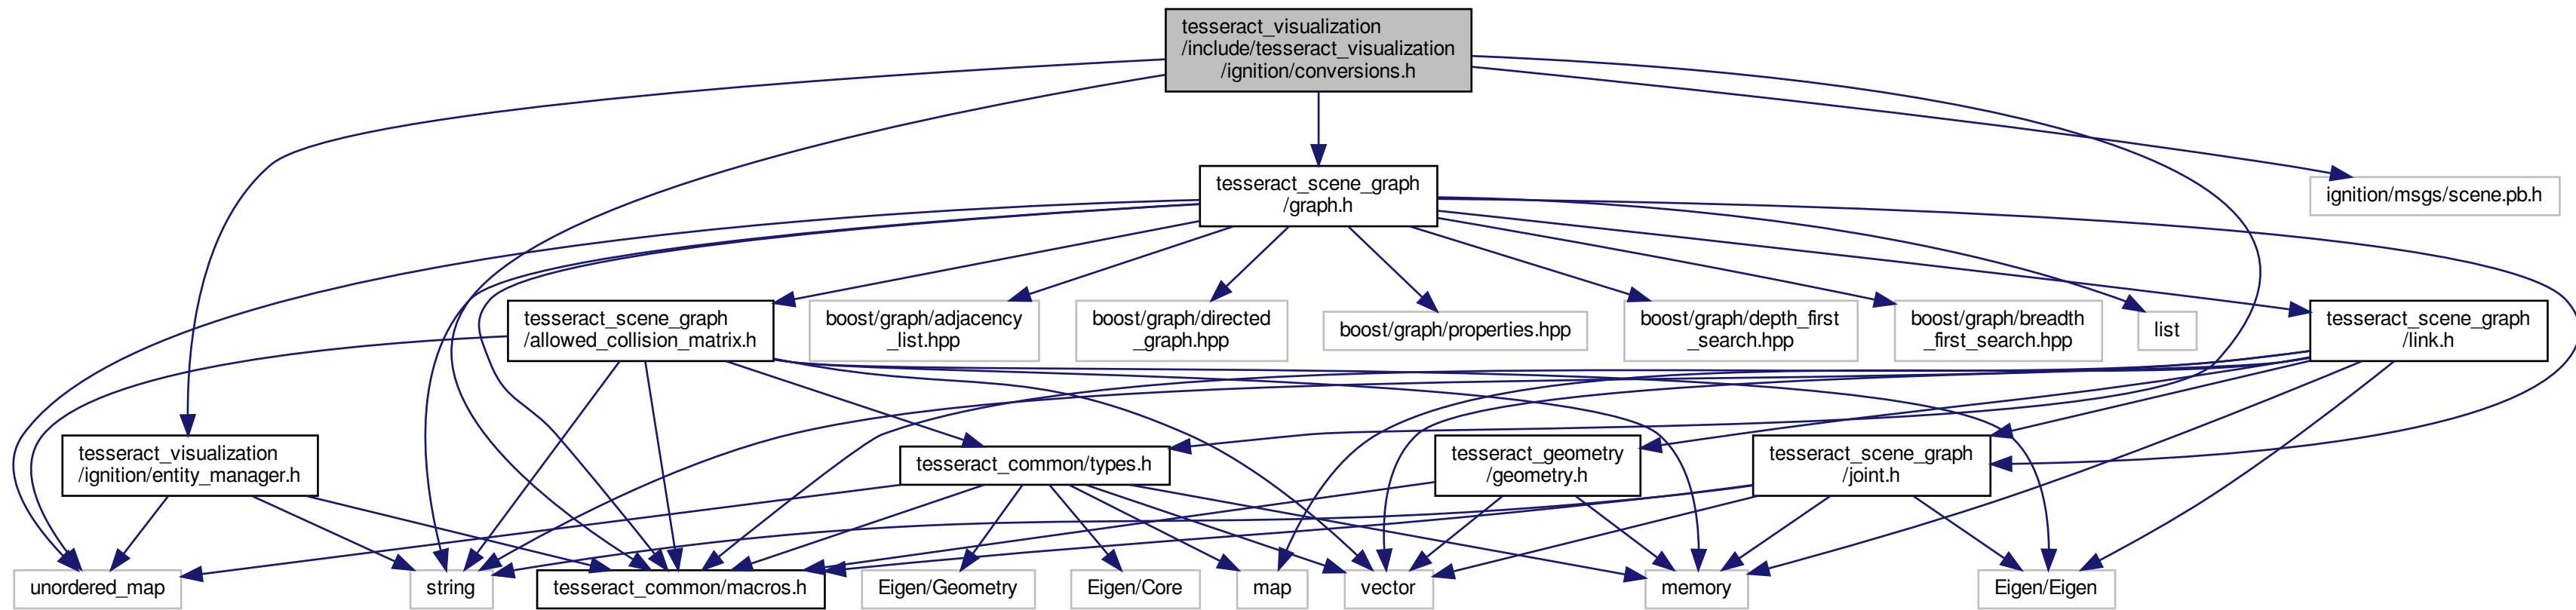 tesseract_visualization
/include/tesseract_visualization
/ignition/conversions.h
tesseract_scene_graph
/graph.h
ignition/msgs/scene.pb.h
tesseract_scene_graph
/allowed_collision_matrix.h
boost/graph/adjacency
_list.hpp
boost/graph/directed
_graph.hpp
boost/graph/properties.hpp
boost/graph/depth_first
_search.hpp
boost/graph/breadth
_first_search.hpp
list
tesseract_scene_graph
/link.h
tesseract_visualization
/ignition/entity_manager.h
tesseract_common/types.h
tesseract_geometry
/geometry.h
tesseract_scene_graph
/joint.h
unordered_map
string
tesseract_common/macros.h
Eigen/Geometry
Eigen/Core
map
vector
memory
Eigen/Eigen